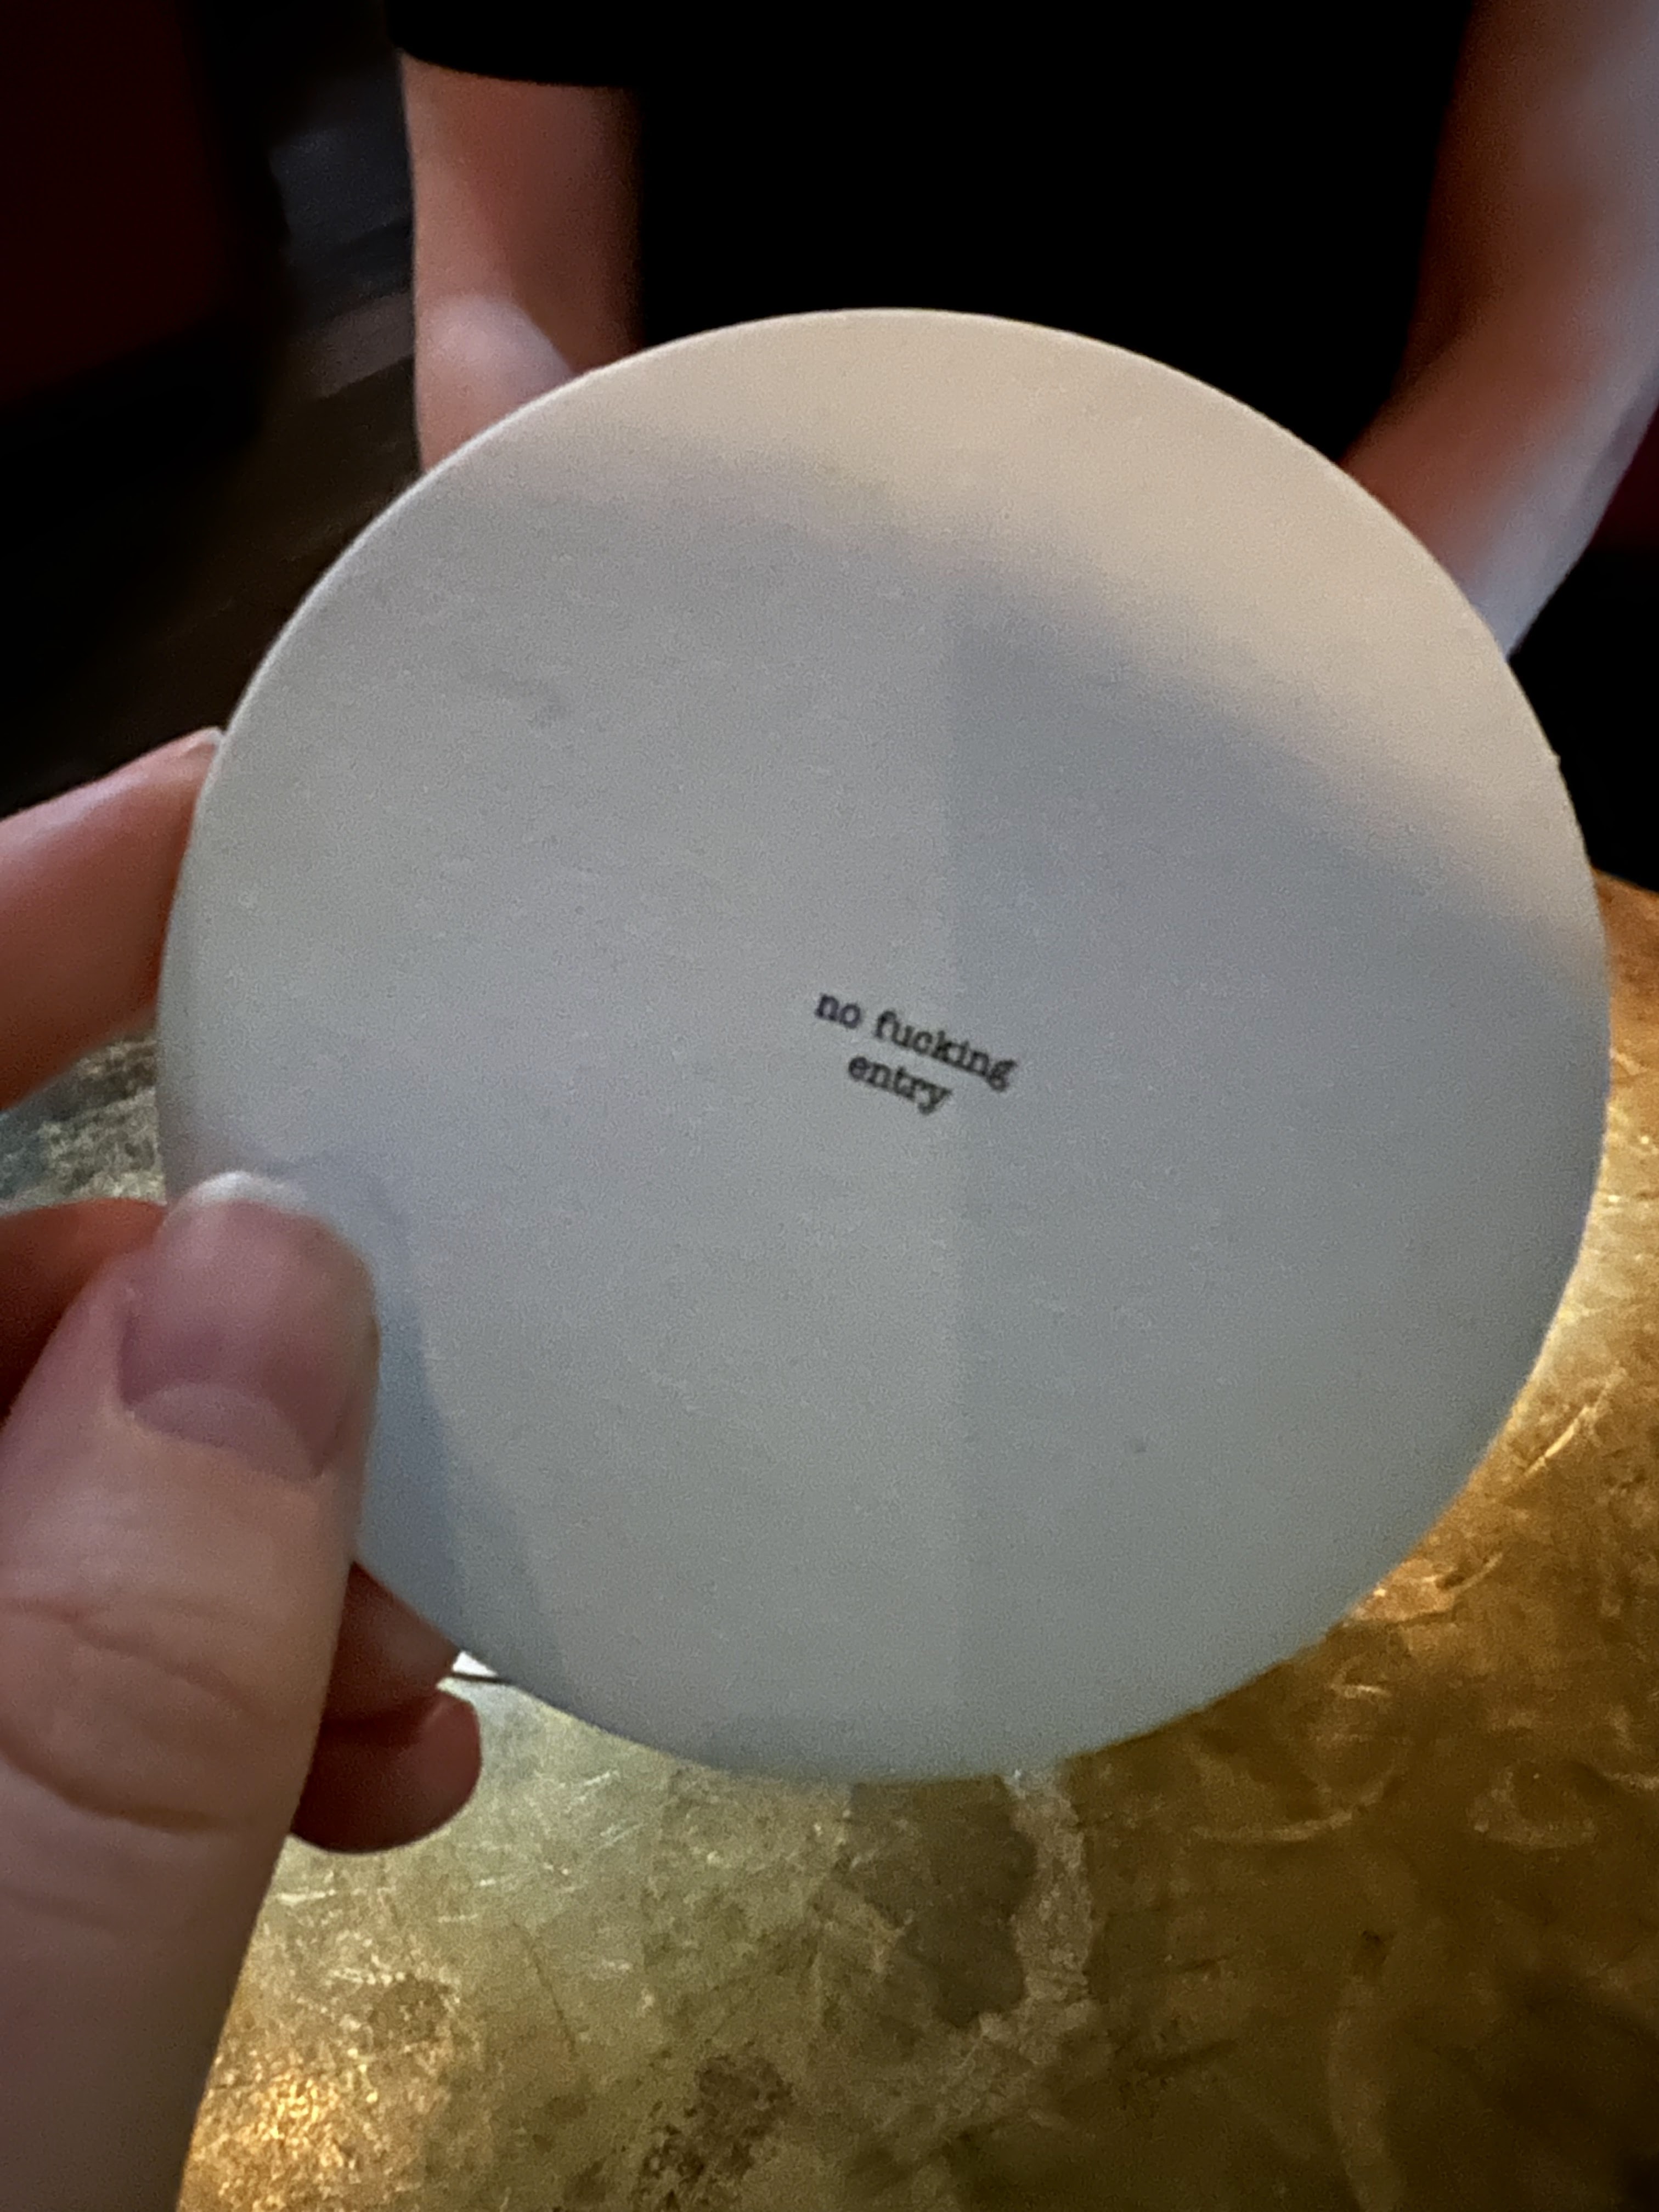 no fucking
entry